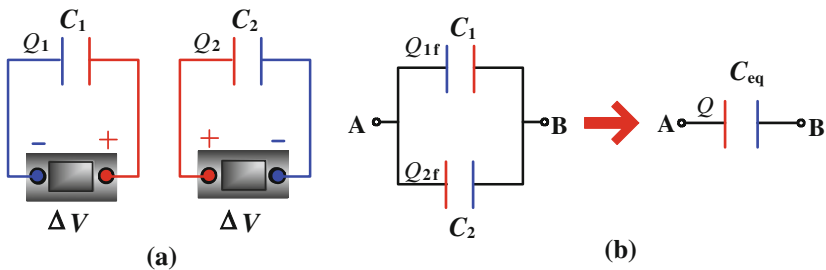 Q1 C1
Q2 C2
− +
+ −
ΔV
ΔV
(a)
Q1f C1
A B
Q2f
C2
Ceq
A Q B
(b)